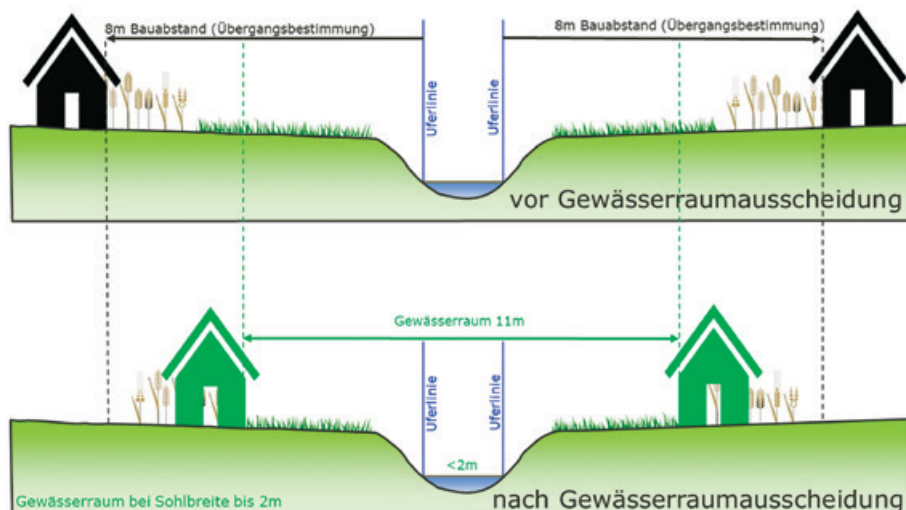 8m Bauabstand (Übergangsbestimmung)
8m Bauabstand (Übergangsbestimmung)
Uferlinie
Uferlinie
vor Gewässerraumausscheidung
Gewässerraum 11m
Uferlinie
Uferlinie
<2m
Gewässerraum bei Sohlbreite bis 2m
nach Gewässerraumausscheidung